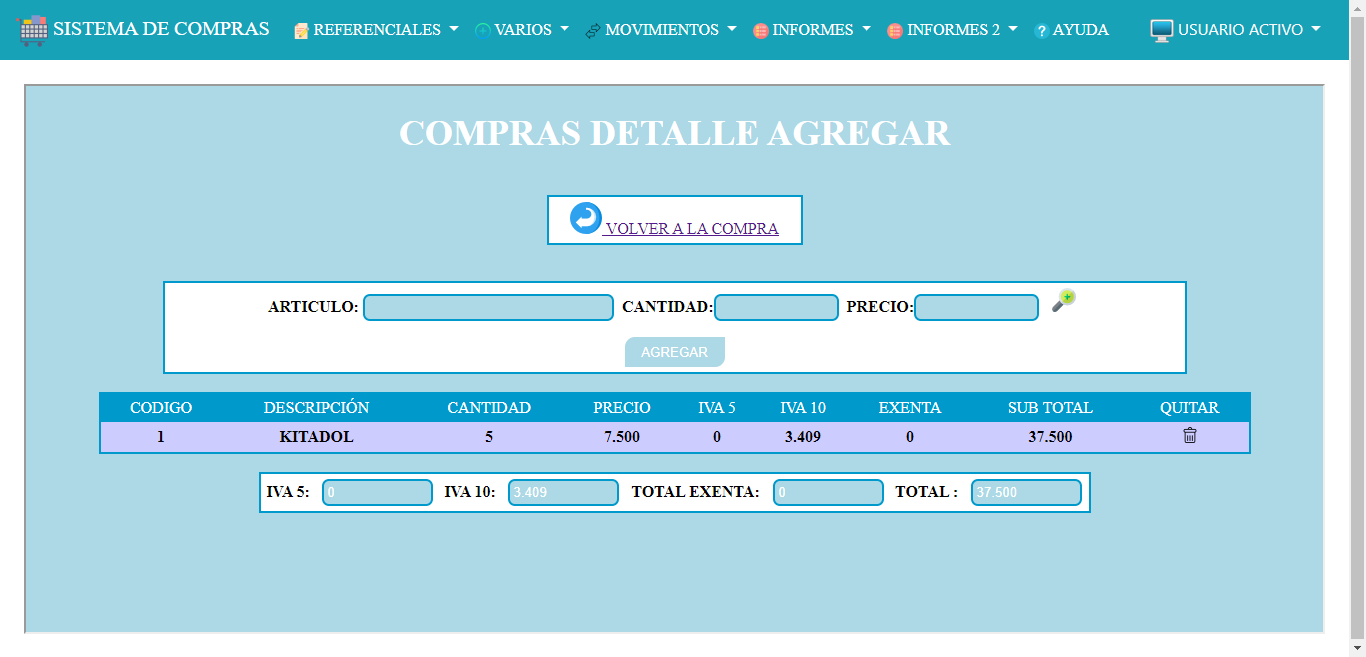 SISTEMA DE COMPRAS REFERENCIALES VARIOS MOVIMIENTOS INFORMES INFORMES 2 ? AYUDA USUARIO ACTIVO
COMPRAS DETALLE AGREGAR
VOLVER A LA COMPRA
ARTICULO: CANTIDAD: PRECIO:
AGREGAR
CODIGO DESCRIPCIÓN CANTIDAD PRECIO IVA 5 IVA 10 EXENTA SUB TOTAL QUITAR
1 KITADOL 5 7.500 0 3.409 0 37.500
IVA 5: 0 IVA 10: 3.409 TOTAL EXENTA: 0 TOTAL : 37.500